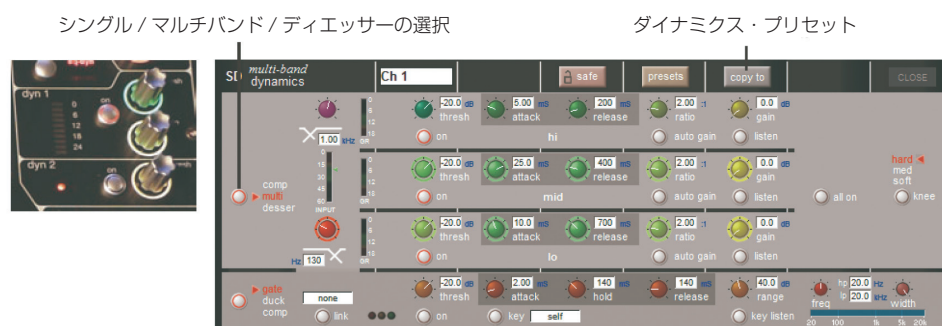 シングル / マルチバンド / ディエッサーの選択
ダイナミクス・プリセット
dyn 1
on
0
6
12
18
24
dyn 2
on
SD multi-band dynamics
Ch 1
safe
presets
copy to
CLOSE
-20.0 dB
5.00 mS
200 mS
2.00 :1
0.0 dB
thresh
attack
release
ratio
gain
1.00 kHz
on
hi
auto gain
listen
-20.0 dB
25.0 mS
400 mS
2.00 :1
0.0 dB
thresh
attack
release
ratio
gain
hard
med
soft
comp
multi
desser
0
15
30
45
60
INPUT
on
mid
auto gain
listen
all on
knee
-20.0 dB
10.0 mS
700 mS
2.00 :1
0.0 dB
thresh
attack
release
ratio
gain
Hz 130
on
lo
auto gain
listen
gate
duck
comp
none
link
-20.0 dB
2.00 mS
140 mS
140 mS
40.0 dB
thresh
attack
hold
release
range
on
key self
key listen
hp 20.0 Hz
lp 20.0 kHz
freq
width
20 100 1k 5k 20k